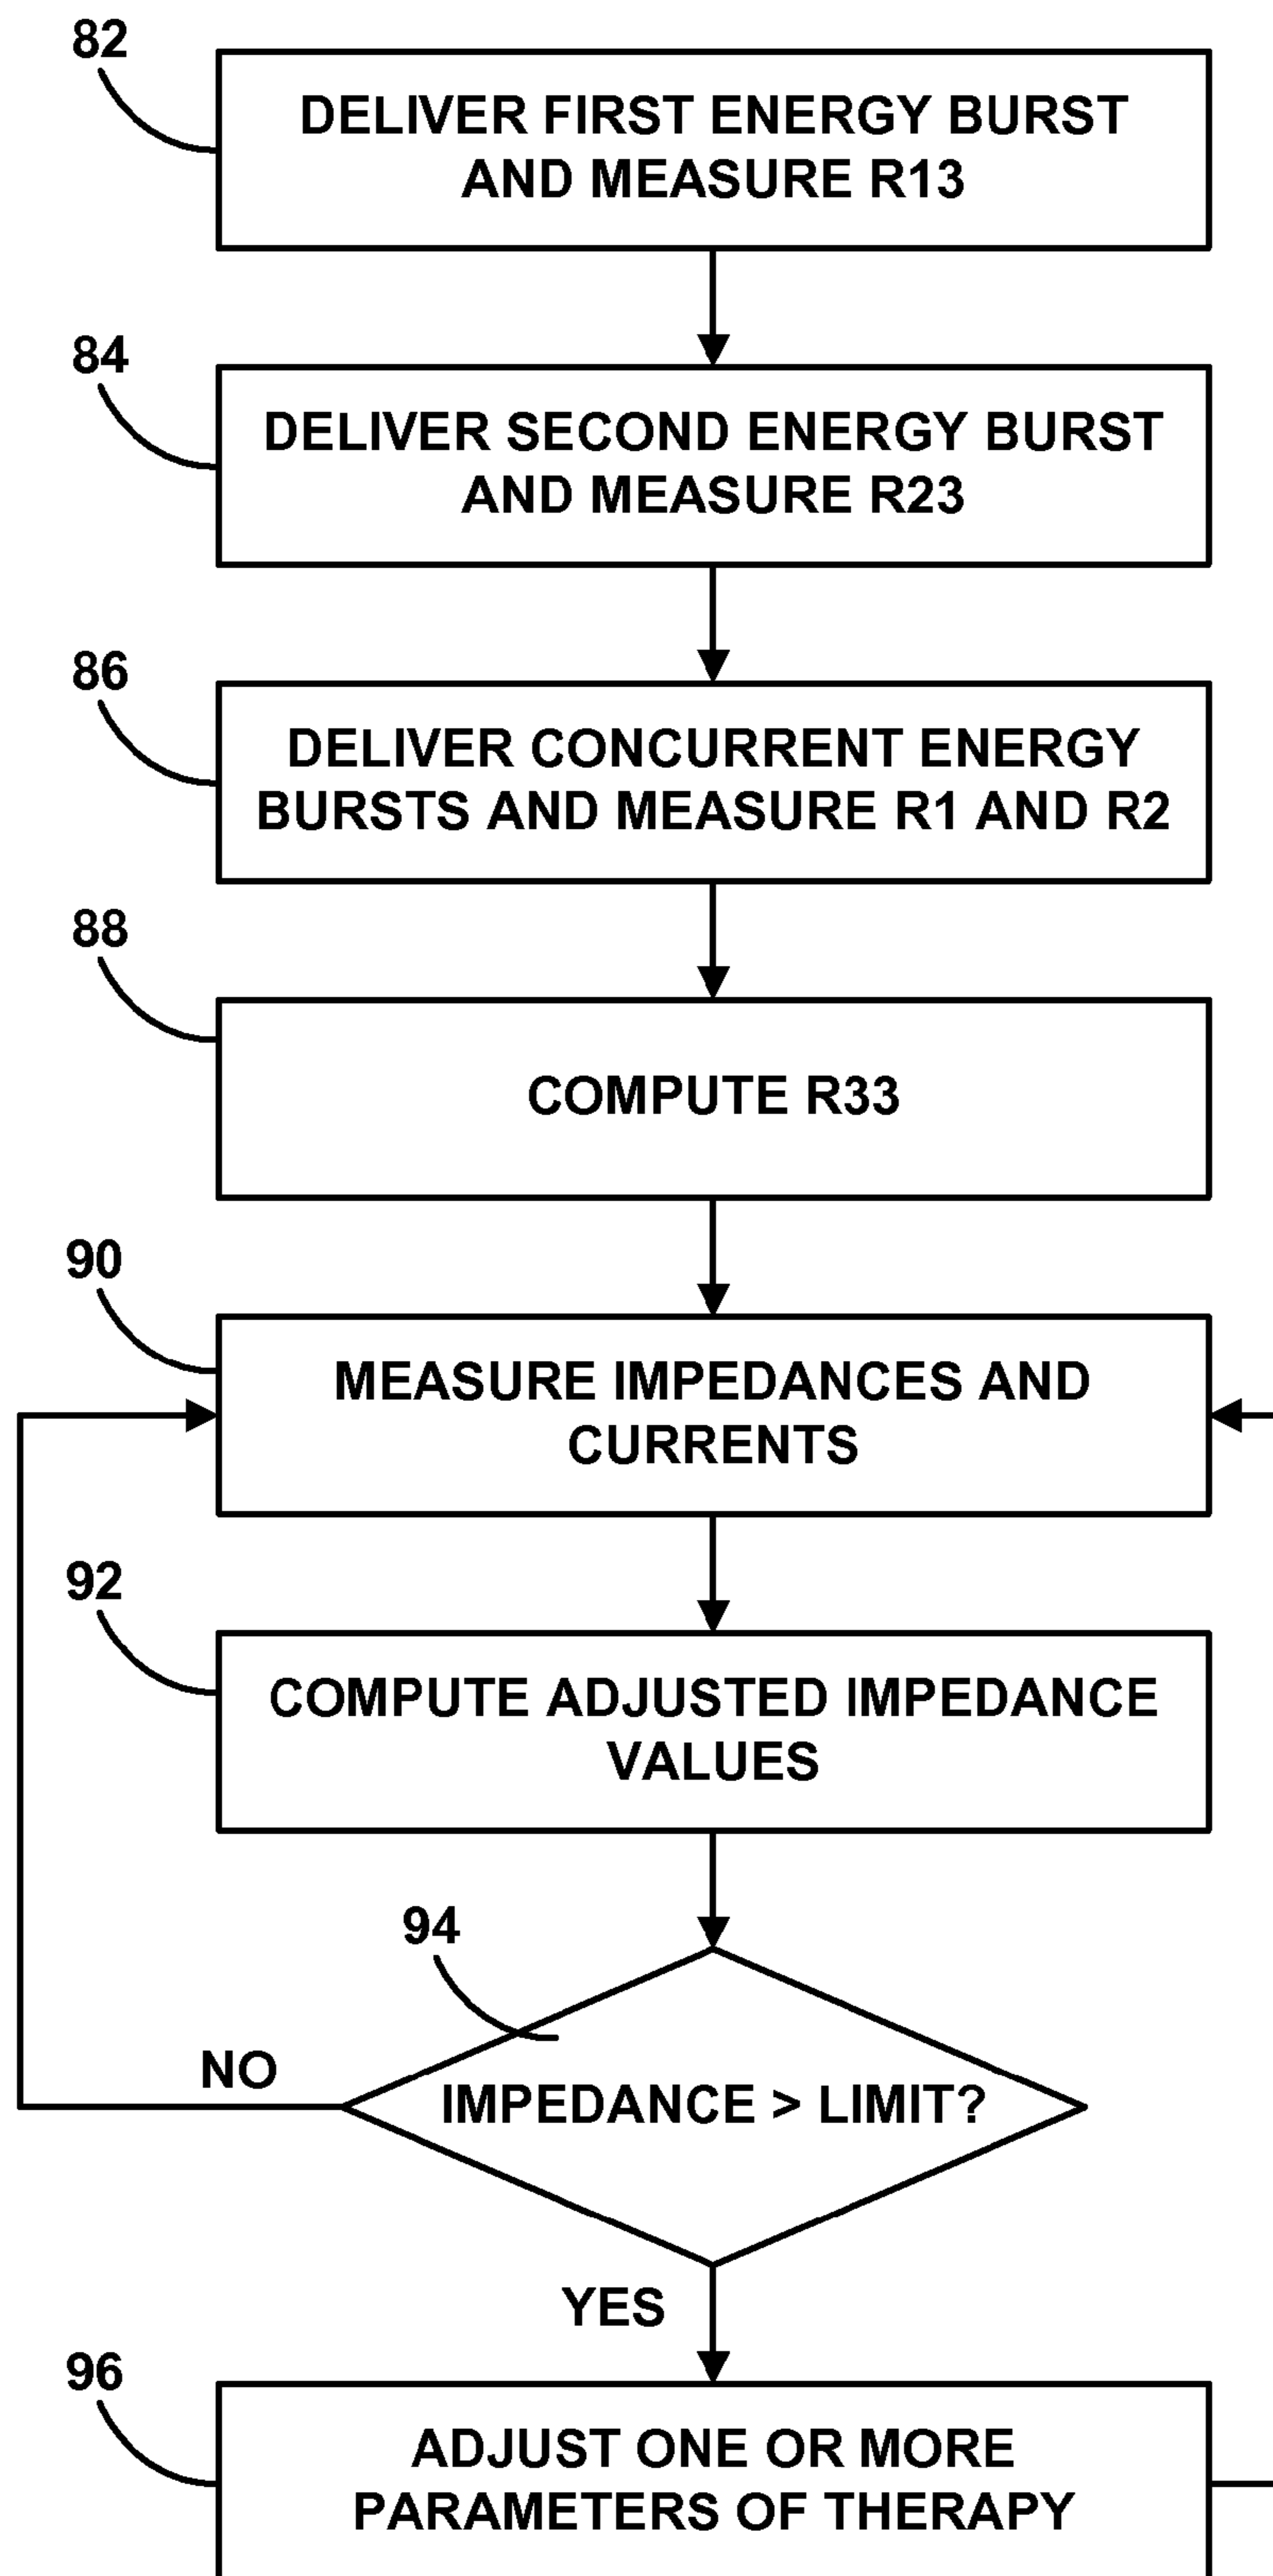 82
DELIVER FIRST ENERGY BURST
AND MEASURE R13
84
DELIVER SECOND ENERGY BURST
AND MEASURE R23
86
DELIVER CONCURRENT ENERGY
BURSTS AND MEASURE R1 AND R2
88
COMPUTE R33
90
MEASURE IMPEDANCES AND
CURRENTS
92
COMPUTE ADJUSTED IMPEDANCE
VALUES
94
NO
IMPEDANCE > LIMIT?
YES
96
ADJUST ONE OR MORE
PARAMETERS OF THERAPY